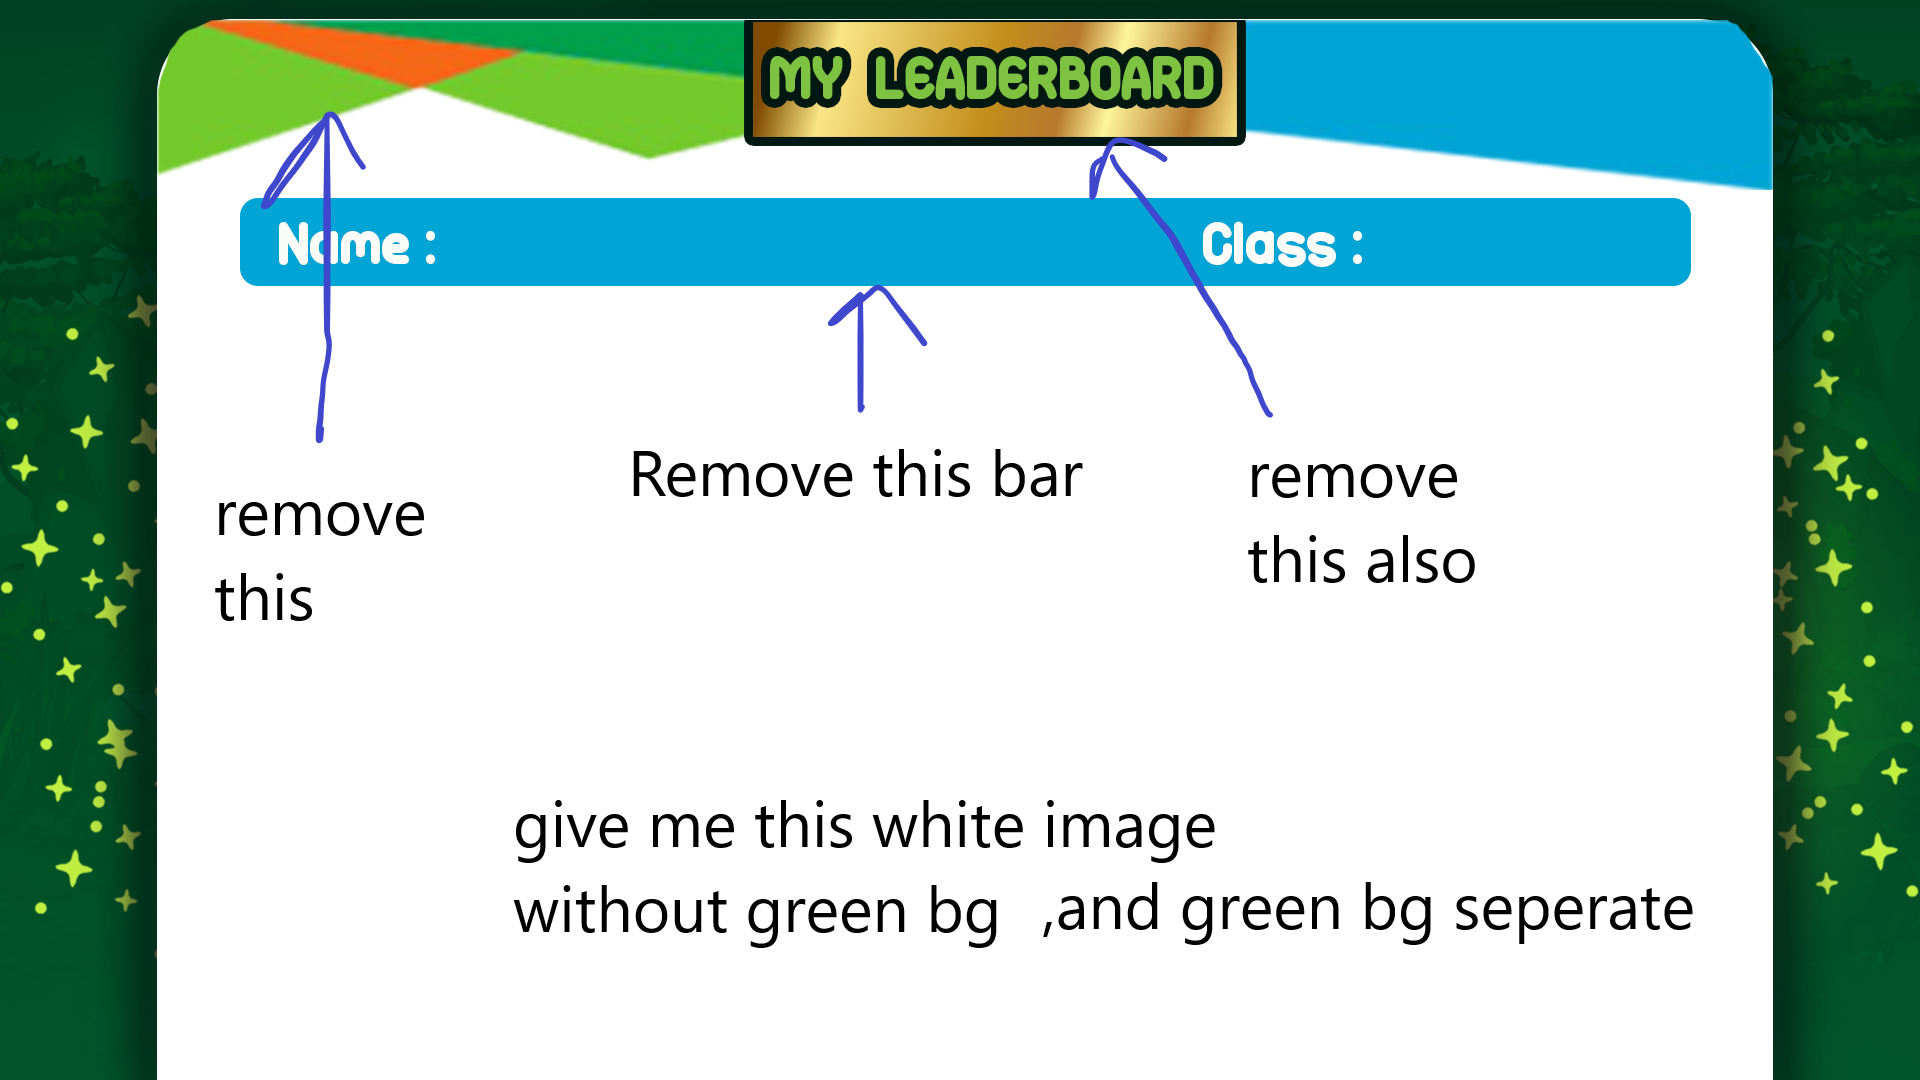 MY LEADERBOARD
Name :
Class :
remove
this
Remove this bar
remove
this also
give me this white image
without green bg ,and green bg seperate